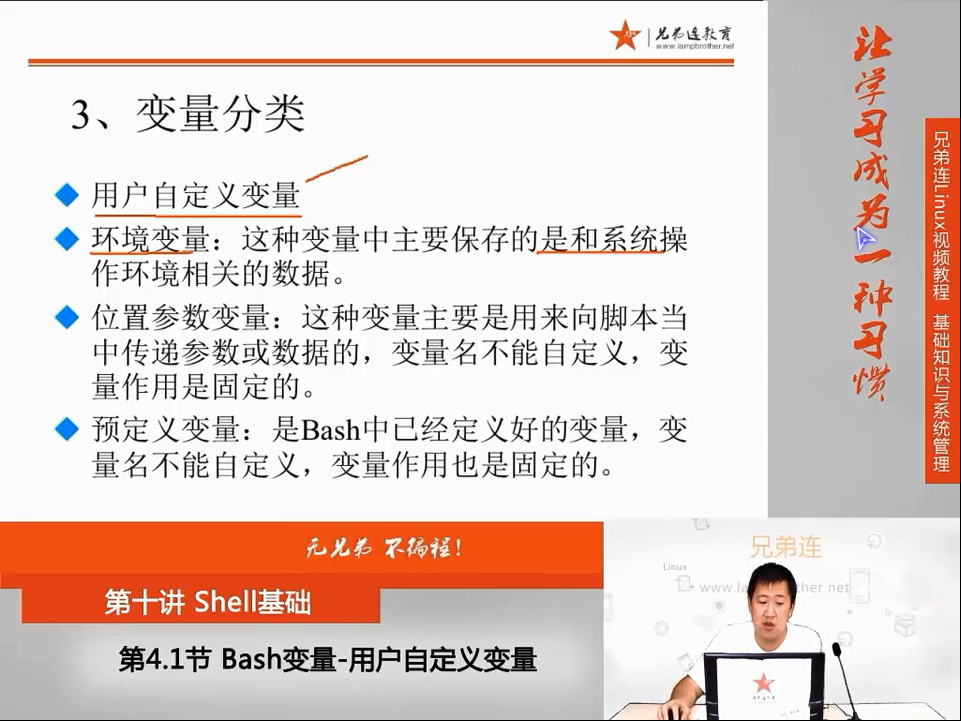 兄弟连教育
www.lampbrother.net
3、变量分类
用户自定义变量
环境变量：这种变量中主要保存的是和系统操
作环境相关的数据。
位置参数变量：这种变量主要是用来向脚本当
中传递参数或数据的，变量名不能自定义，变
量作用是固定的。
预定义变量：是Bash中已经定义好的变量，变
量名不能自定义，变量作用也是固定的。
让学习成为一种习惯
兄弟连Linux视频教程 基础知识与系统管理
无兄弟 不编程！
第十讲 Shell基础
第4.1节 Bash变量-用户自定义变量
兄弟连
Linux